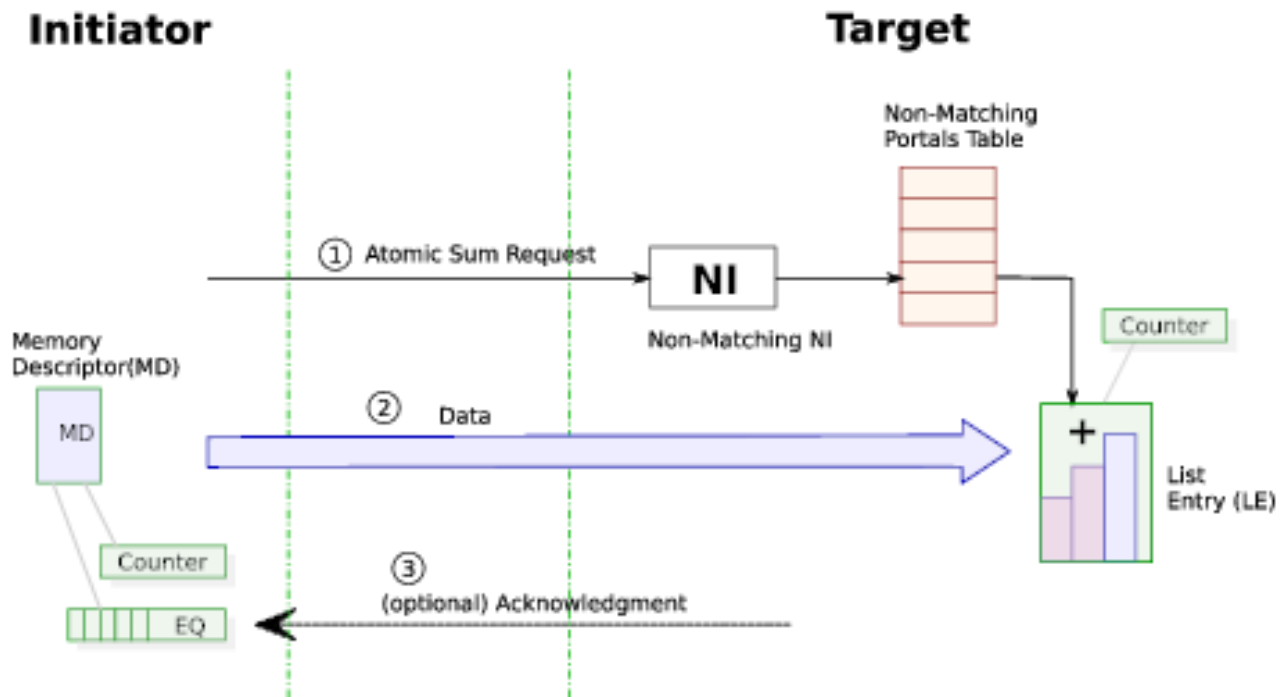 Initiator
Target
Non-Matching
Portals Table
① Atomic Sum Request
NI
Non-Matching NI
Counter
Memory
Descriptor(MD)
MD
② Data
+
List
Entry (LE)
Counter
③
(optional) Acknowledgment
EQ